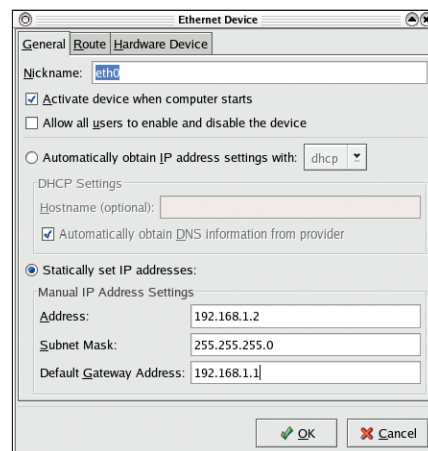 Ethernet Device
General Route Hardware Device
Nickname: eth0
Activate device when computer starts
Allow all users to enable and disable the device
Automatically obtain IP address settings with: dhcp
DHCP Settings
Hostname (optional):
Automatically obtain DNS information from provider
Statically set IP addresses:
Manual IP Address Settings
Address: 192.168.1.2
Subnet Mask: 255.255.255.0
Default Gateway Address: 192.168.1.1
OK Cancel